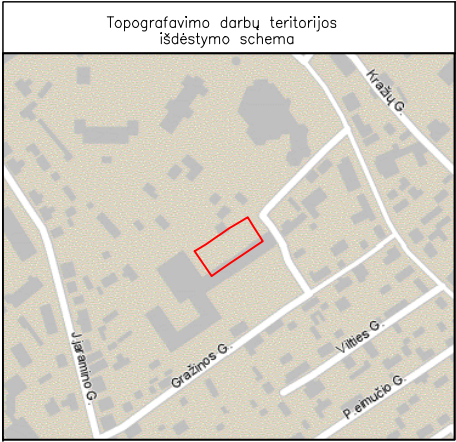 Topografavimo darbų teritorijos
išdėstymo schema
Kražių G.
J.jaramino G.
Gražinos G.
Vilties G.
P.eimučio G.